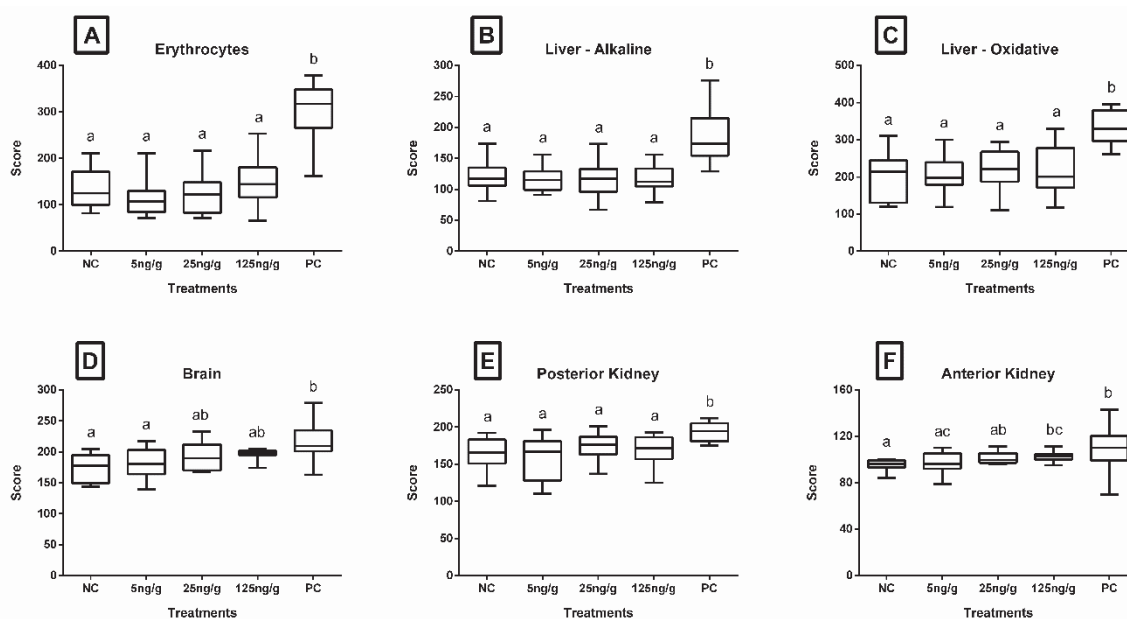 A
Erythrocytes
400
300
200
100
0
Score
a
a
a
a
b
NC
5ng/g
25ng/g
125ng/g
PC
Treatments
B
Liver - Alkaline
300
250
200
150
100
50
0
Score
a
a
a
a
b
NC
5ng/g
25ng/g
125ng/g
PC
Treatments
C
Liver - Oxidative
500
400
300
200
100
0
Score
a
a
a
a
b
NC
5ng/g
25ng/g
125ng/g
PC
Treatments
D
Brain
300
250
200
150
100
50
0
Score
a
a
ab
ab
b
NC
5ng/g
25ng/g
125ng/g
PC
Treatments
E
Posterior Kidney
250
200
150
100
50
0
Score
a
a
a
a
b
NC
5ng/g
25ng/g
125ng/g
PC
Treatments
F
Anterior Kidney
160
120
80
40
0
Score
a
ac
ab
bc
b
NC
5ng/g
25ng/g
125ng/g
PC
Treatments